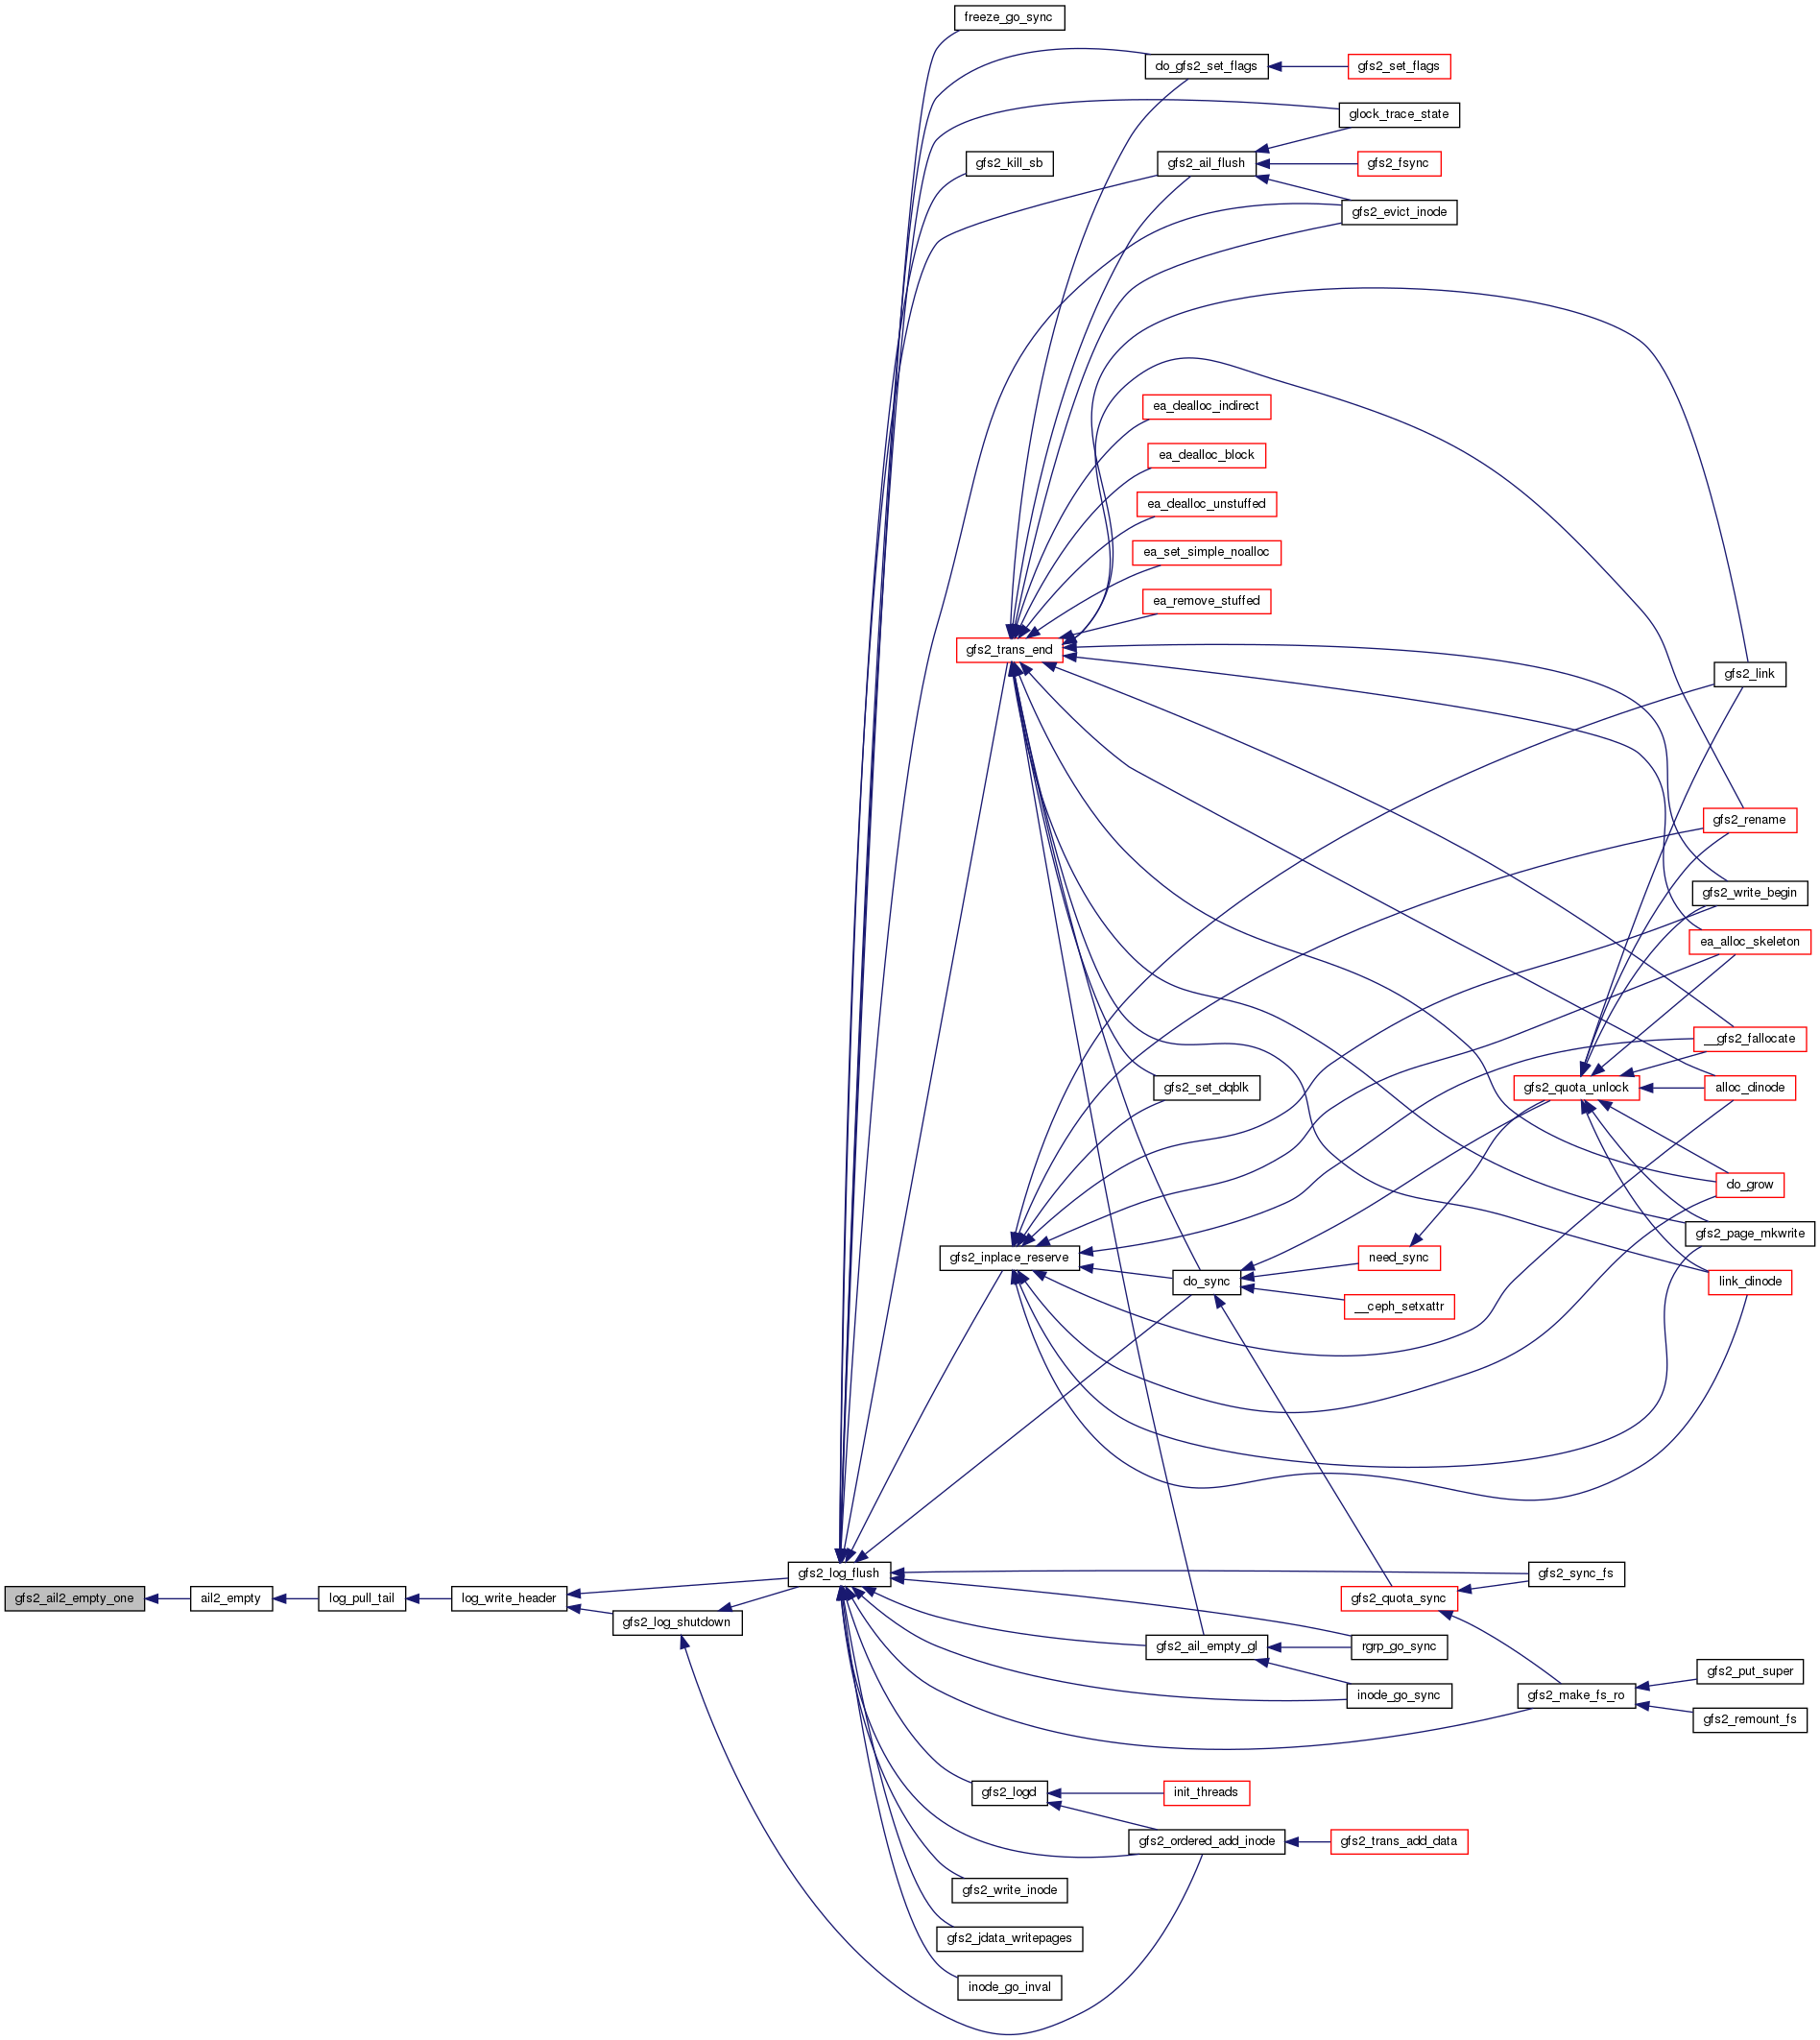 freeze_go_sync
do_gfs2_set_flags
gfs2_set_flags
glock_trace_state
gfs2_kill_sb
gfs2_ail_flush
gfs2_fsync
gfs2_evict_inode
ea_dealloc_indirect
ea_dealloc_block
ea_dealloc_unstuffed
ea_set_simple_noalloc
ea_remove_stuffed
gfs2_trans_end
gfs2_link
gfs2_rename
gfs2_write_begin
ea_alloc_skeleton
__gfs2_fallocate
gfs2_set_dqblk
gfs2_quota_unlock
alloc_dinode
do_grow
gfs2_page_mkwrite
gfs2_inplace_reserve
need_sync
do_sync
link_dinode
__ceph_setxattr
gfs2_log_flush
gfs2_sync_fs
gfs2_ail2_empty_one
ail2_empty
log_pull_tail
log_write_header
gfs2_quota_sync
gfs2_log_shutdown
gfs2_ail_empty_gl
rgrp_go_sync
gfs2_put_super
inode_go_sync
gfs2_make_fs_ro
gfs2_remount_fs
gfs2_logd
init_threads
gfs2_ordered_add_inode
gfs2_trans_add_data
gfs2_write_inode
gfs2_jdata_writepages
inode_go_inval